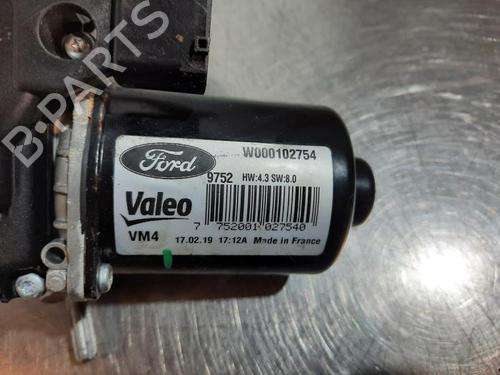 B-PARTS
Ford
W000102754
9752 HW:4.3 SW:8.0
Valeo
7 752001 027540
VM4 17.02.19 17:12A Made in France